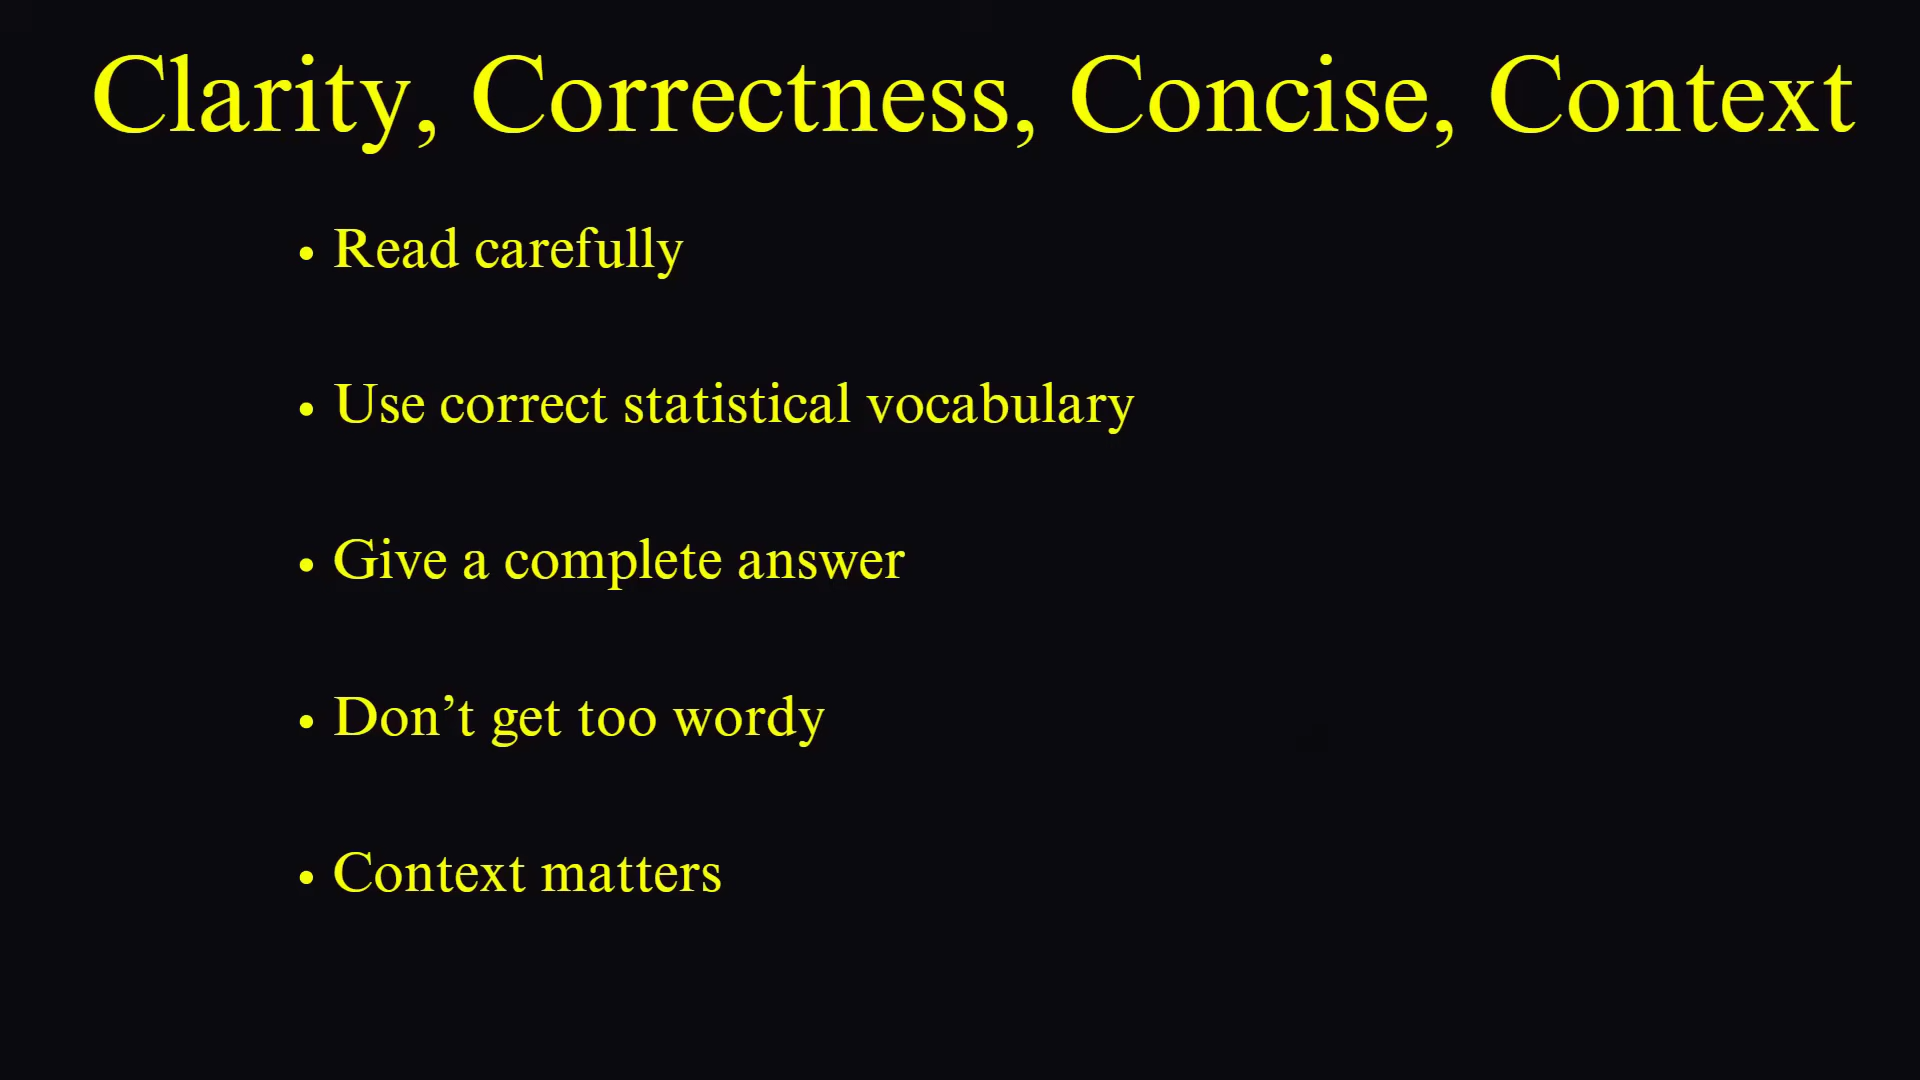 Clarity, Correctness, Concise, Context
• Read carefully
• Use correct statistical vocabulary
• Give a complete answer
• Don’t get too wordy
• Context matters